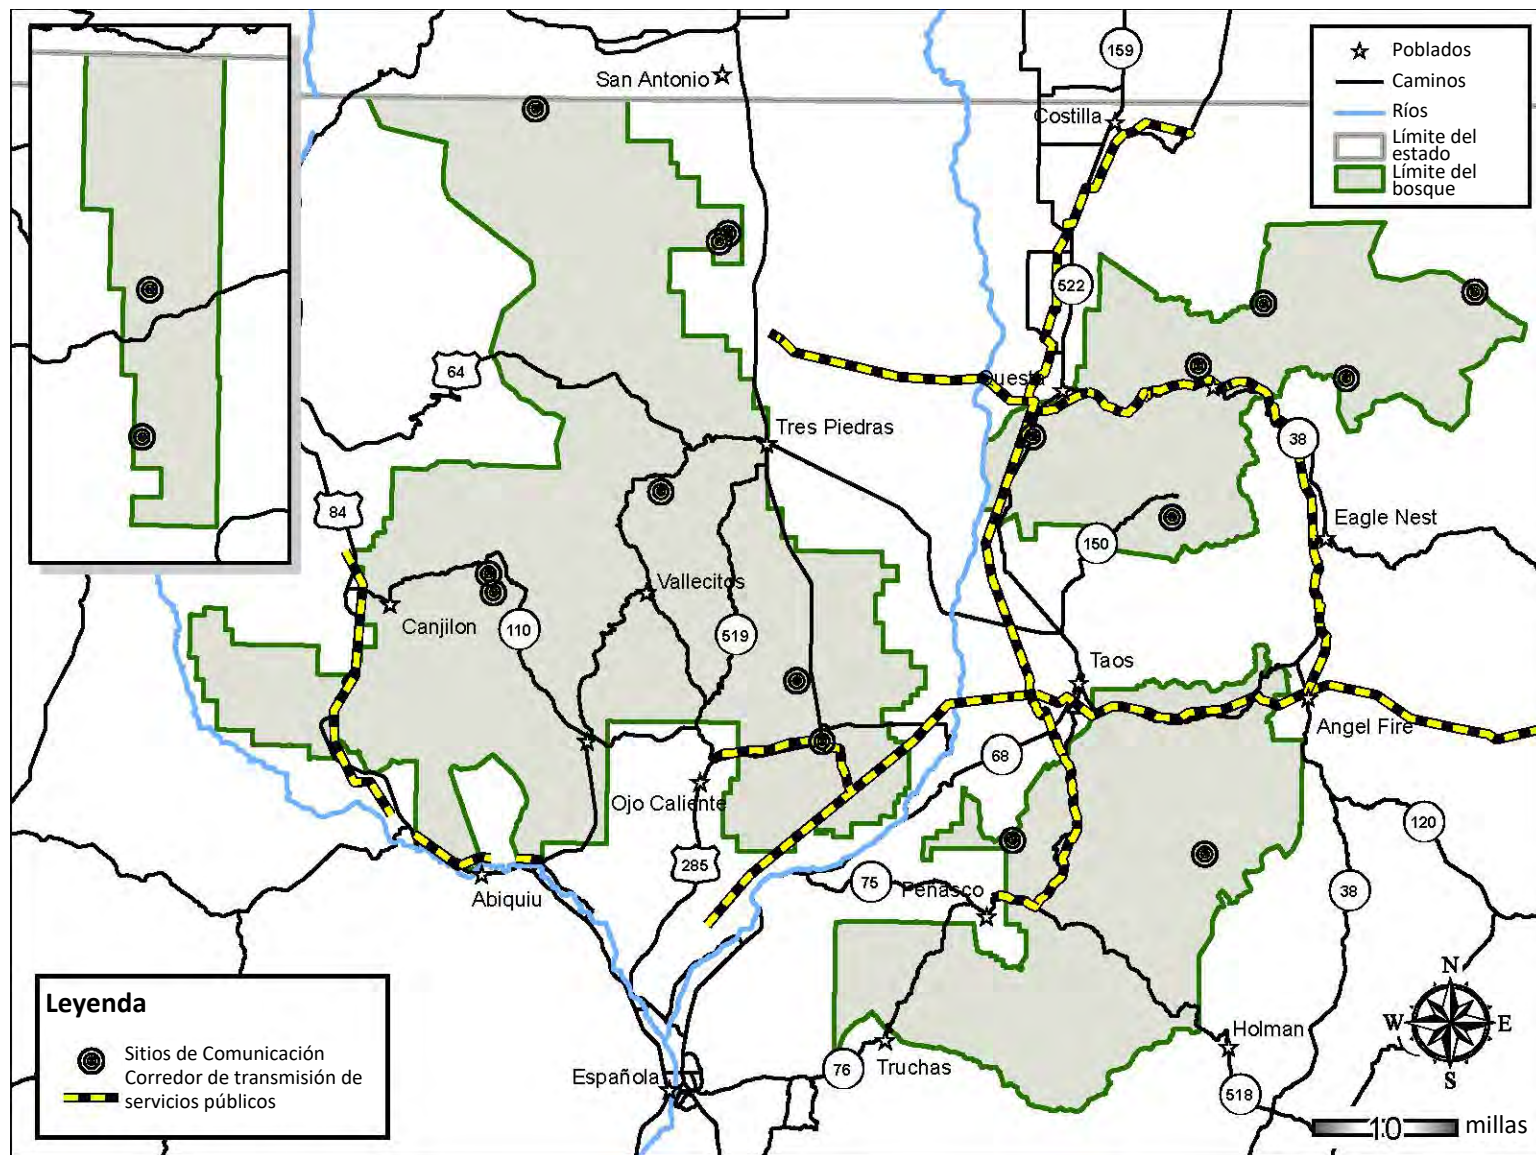 San Antonio
159
Poblados
Caminos
Ríos
Límite del
estado
Límite del
bosque
Costilla
522
64
Questa
Tres Piedras
38
84
Eagle Nest
150
Vallecitos
Canjilon
110
519
Taos
Angel Fire
68
Ojo Caliente
120
285
75
Peñasco
38
Abiquiu
N
W
E
S
Leyenda
Sitios de Comunicación
Corredor de transmisión de
servicios públicos
Holman
Española
76
Truchas
518
10
millas